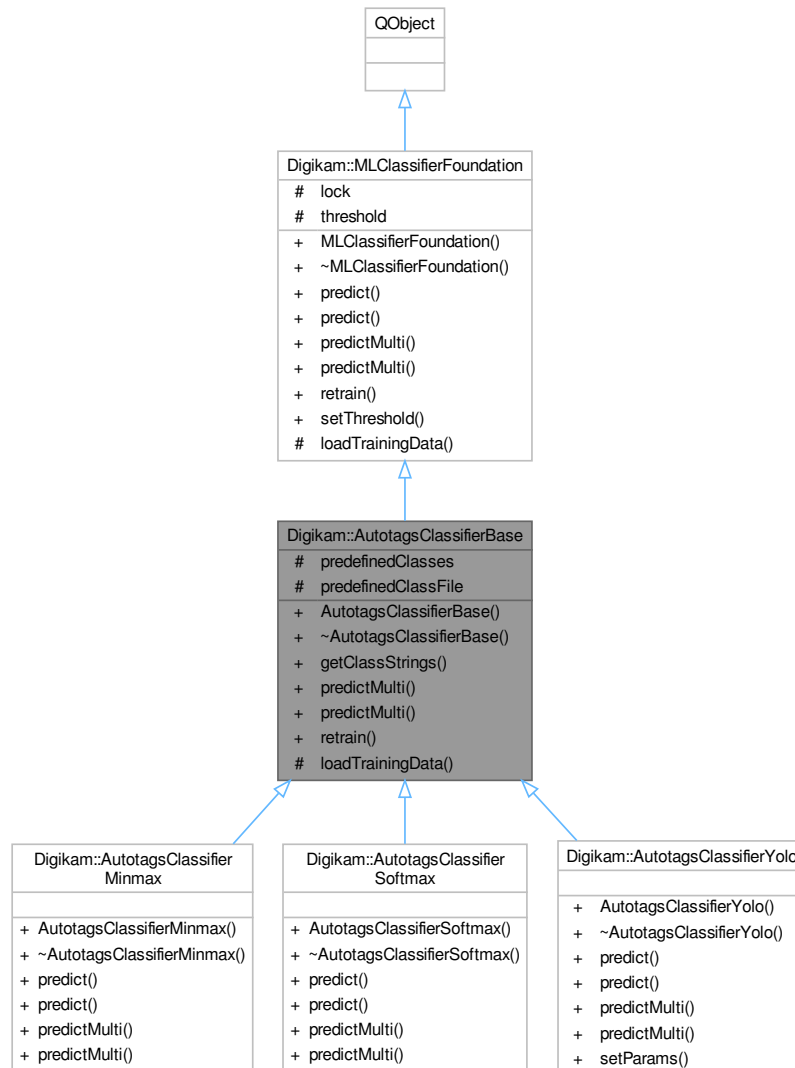 QObject
Digikam::MLClassifierFoundation
# lock
# threshold
+ MLClassifierFoundation()
+ ~MLClassifierFoundation()
+ predict()
+ predict()
+ predictMulti()
+ predictMulti()
+ retrain()
+ setThreshold()
# loadTrainingData()
Digikam::AutotagsClassifierBase
# predefinedClasses
# predefinedClassFile
+ AutotagsClassifierBase()
+ ~AutotagsClassifierBase()
+ getClassStrings()
+ predictMulti()
+ predictMulti()
+ retrain()
# loadTrainingData()
Digikam::AutotagsClassifier
Minmax
+ AutotagsClassifierMinmax()
+ ~AutotagsClassifierMinmax()
+ predict()
+ predict()
+ predictMulti()
+ predictMulti()
Digikam::AutotagsClassifier
Softmax
+ AutotagsClassifierSoftmax()
+ ~AutotagsClassifierSoftmax()
+ predict()
+ predict()
+ predictMulti()
+ predictMulti()
Digikam::AutotagsClassifierYolo
+ AutotagsClassifierYolo()
+ ~AutotagsClassifierYolo()
+ predict()
+ predict()
+ predictMulti()
+ predictMulti()
+ setParams()